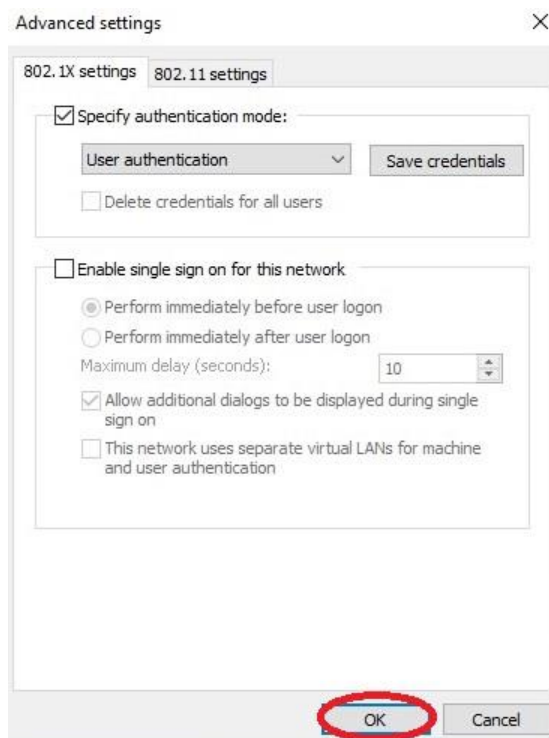 Advanced settings
802.1X settings 802.11 settings
Specify authentication mode:
User authentication Save credentials
Delete credentials for all users
Enable single sign on for this network
Perform immediately before user logon
Perform immediately after user logon
Maximum delay (seconds): 10
Allow additional dialogs to be displayed during single
sign on
This network uses separate virtual LANs for machine
and user authentication
OK Cancel